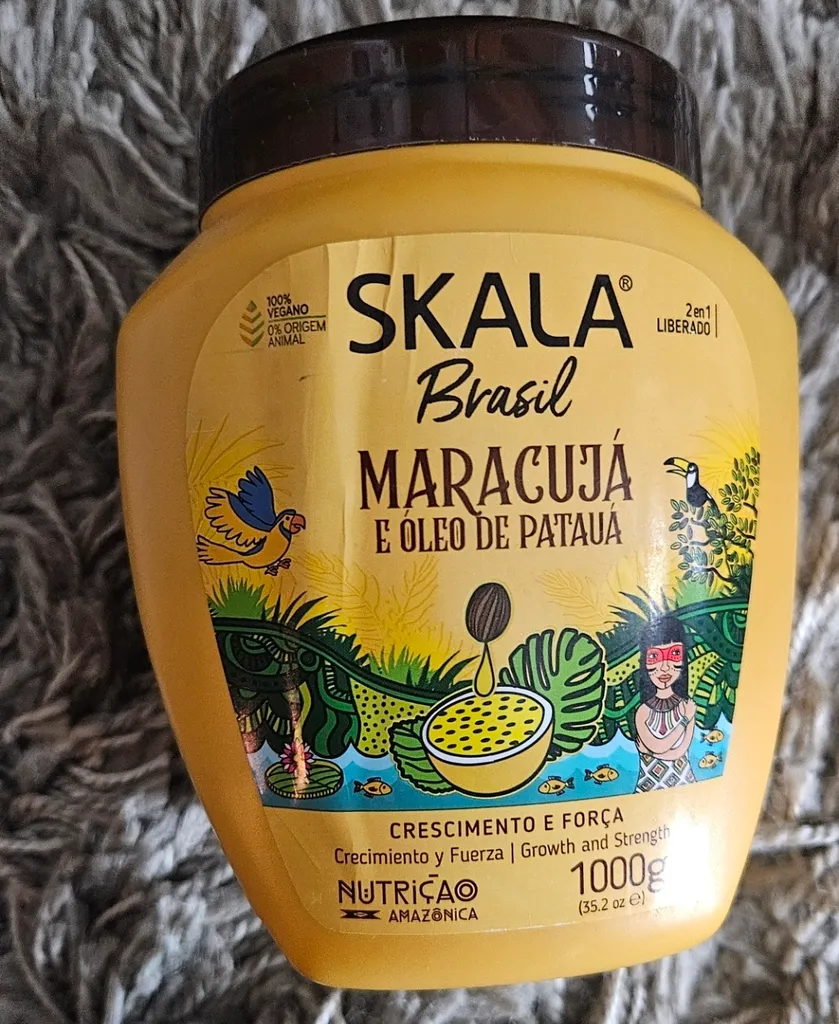 100%
VEGANO
0% ORIGEM
ANIMAL
SKALA®
2 en 1
LIBERADO
Brasil
MARACUJÁ
E ÓLEO DE PATAUÁ
CRESCIMENTO E FORÇA
Crecimiento y Fuerza | Growth and Strength
NUTRIÇÃO
AMAZÔNICA
1000g
(35.2 oz ℮)